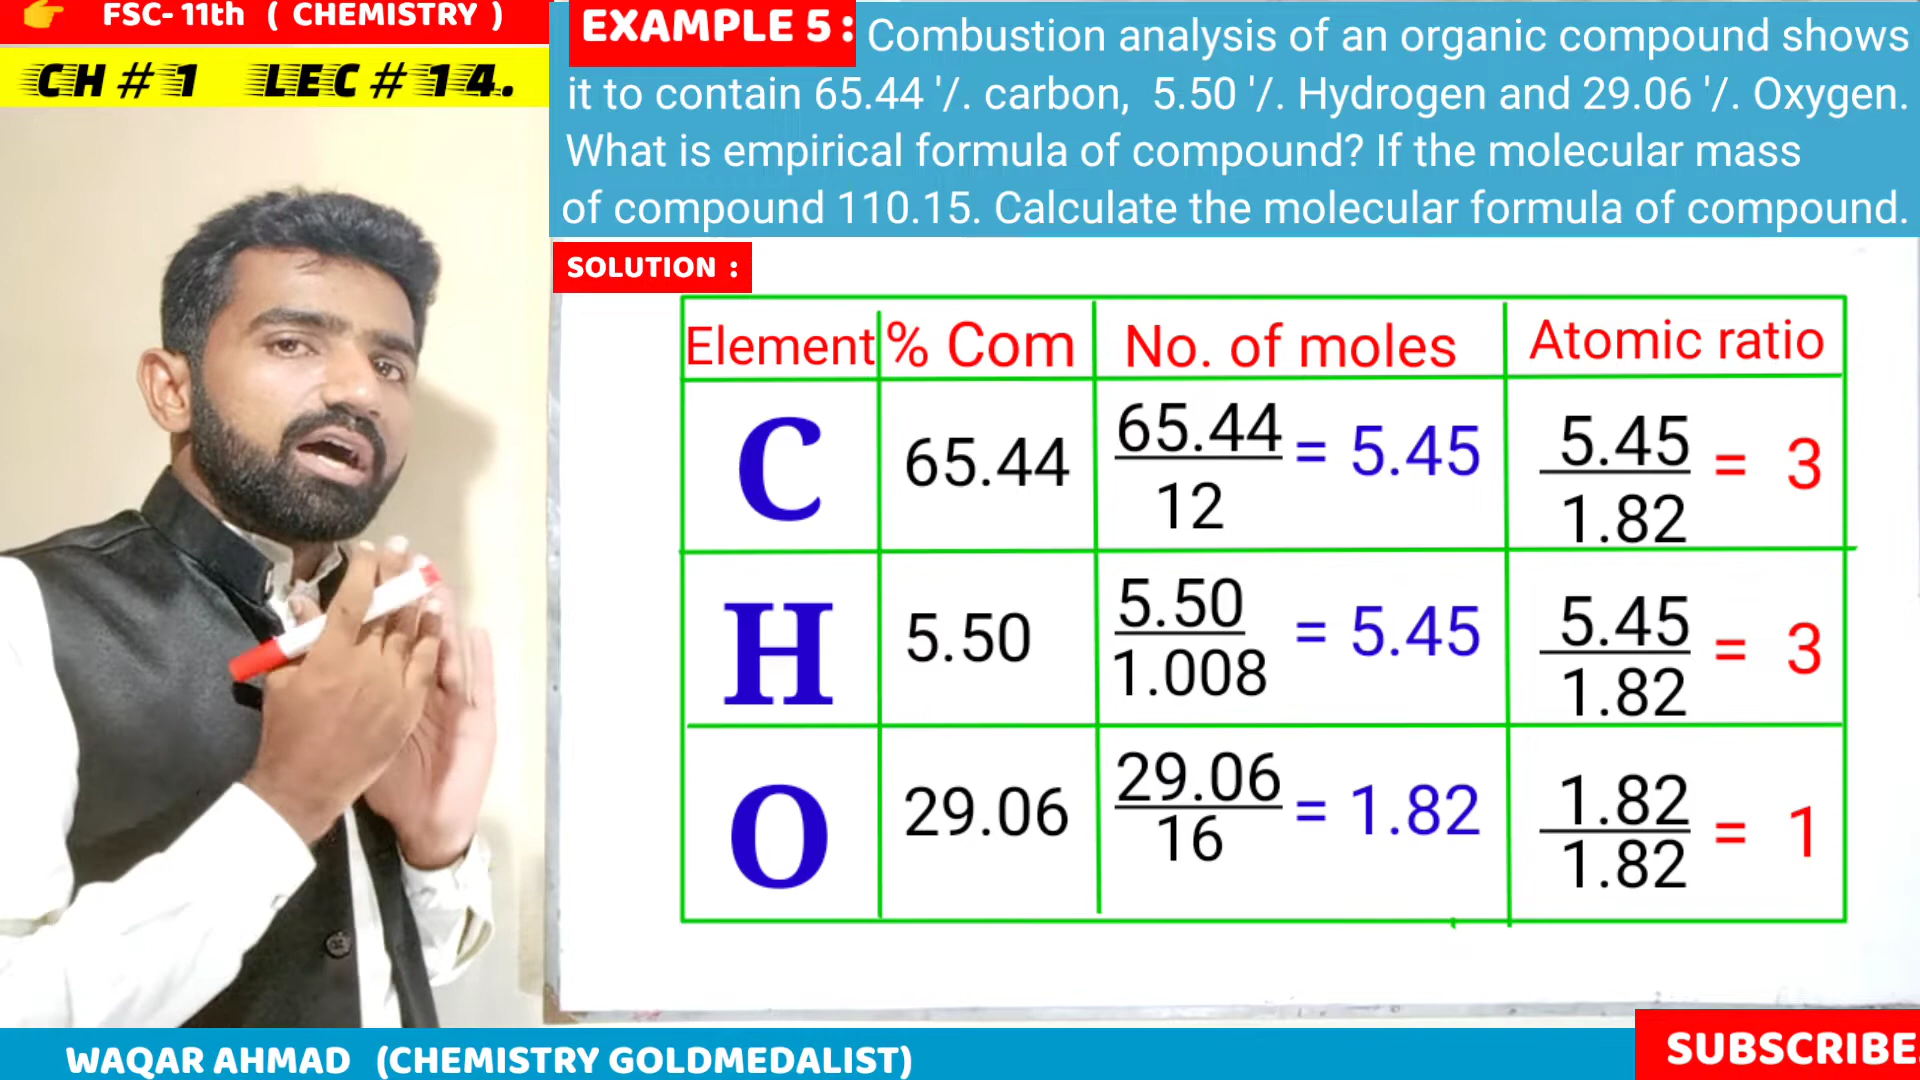 👉 FSC- 11th ( CHEMISTRY )
CH # 1 LEC # 14.
EXAMPLE 5 : Combustion analysis of an organic compound shows
it to contain 65.44 '/. carbon, 5.50 '/. Hydrogen and 29.06 '/. Oxygen.
What is empirical formula of compound? If the molecular mass
of compound 110.15. Calculate the molecular formula of compound.
SOLUTION :
Element % Com No. of moles Atomic ratio
C 65.44 65.44/12 = 5.45 5.45/1.82 = 3
H 5.50 5.50/1.008 = 5.45 5.45/1.82 = 3
O 29.06 29.06/16 = 1.82 1.82/1.82 = 1
WAQAR AHMAD (CHEMISTRY GOLDMEDALIST)
SUBSCRIBE